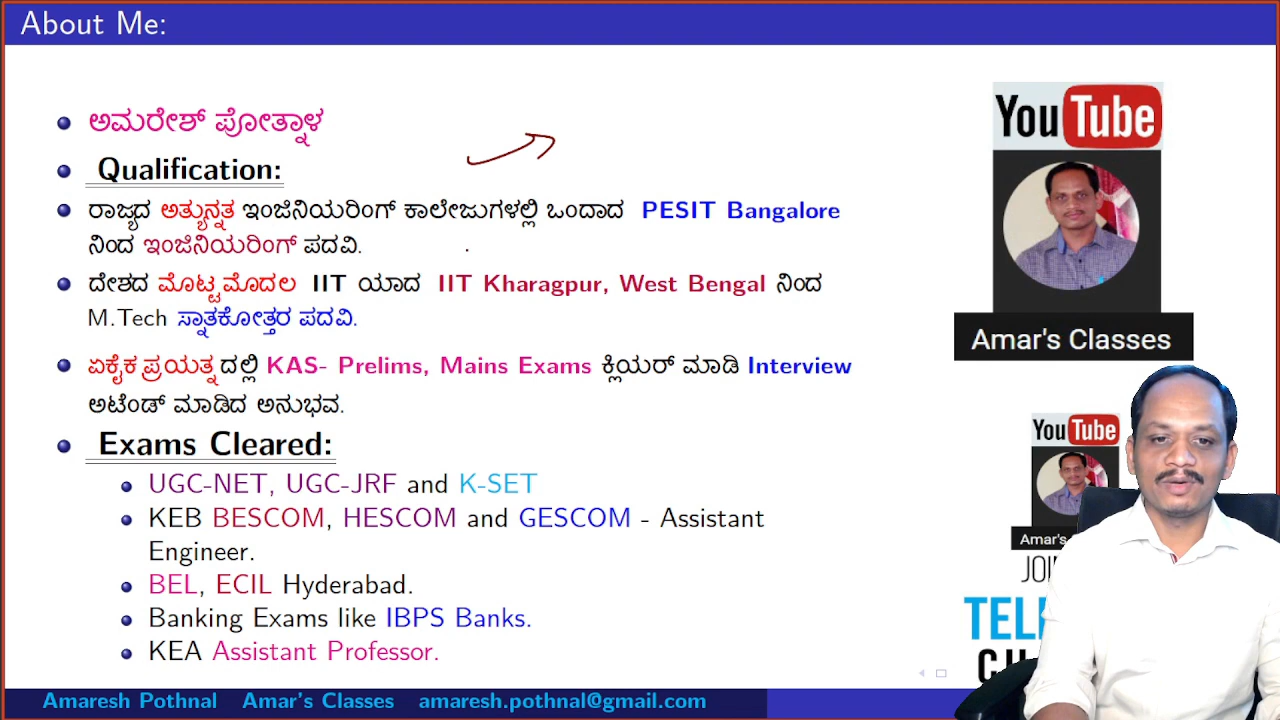 About Me:
ಅಮರೇಶ್ ಪೋತ್ನಾಳ
Qualification:
ರಾಜ್ಯದ ಅತ್ಯುನ್ನತ ಇಂಜಿನಿಯರಿಂಗ್ ಕಾಲೇಜುಗಳಲ್ಲಿ ಒಂದಾದ PESIT Bangalore
ನಿಂದ ಇಂಜಿನಿಯರಿಂಗ್ ಪದವಿ.
ದೇಶದ ಮೊಟ್ಟಮೊದಲ IIT ಯಾದ IIT Kharagpur, West Bengal ನಿಂದ
M.Tech ಸ್ನಾತಕೋತ್ತರ ಪದವಿ.
ಏಕೈಕ ಪ್ರಯತ್ನದಲ್ಲಿ KAS- Prelims, Mains Exams ಕ್ಲಿಯರ್ ಮಾಡಿ Interview
ಅಟೆಂಡ್ ಮಾಡಿದ ಅನುಭವ.
Exams Cleared:
UGC-NET, UGC-JRF and K-SET
KEB BESCOM, HESCOM and GESCOM - Assistant
Engineer.
BEL, ECIL Hyderabad.
Banking Exams like IBPS Banks.
KEA Assistant Professor.
YouTube
Amar's Classes
YouTube
Amar's
Amaresh Pothnal Amar's Classes amaresh.pothnal@gmail.com